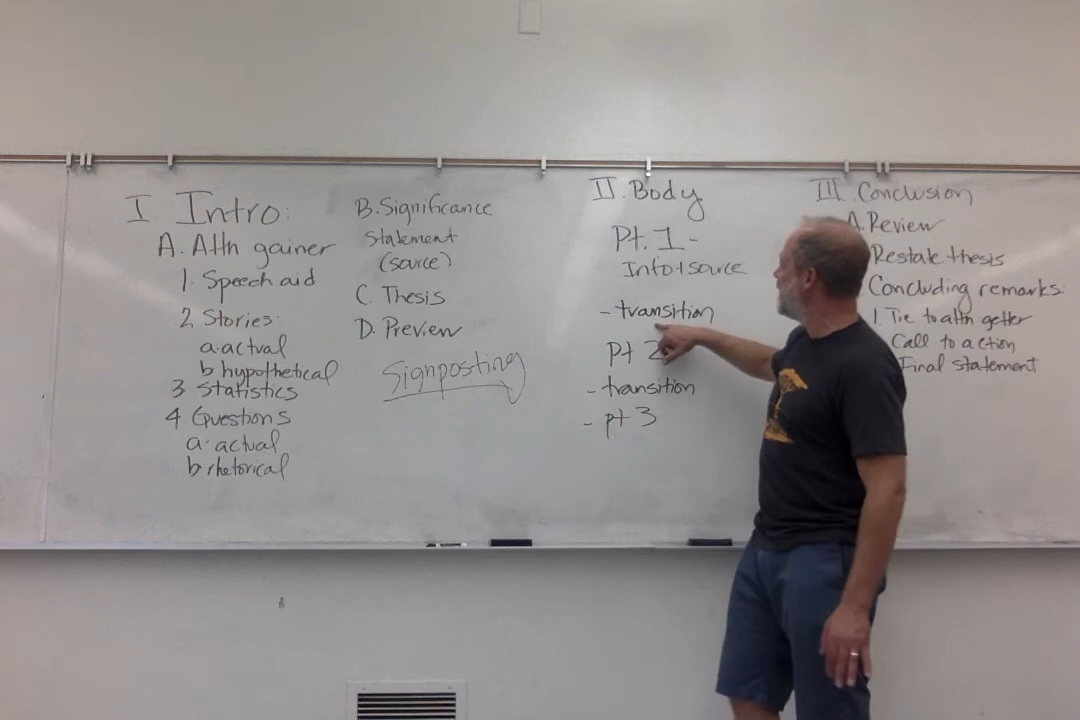 I. Intro:
A. Attn gainer
1. Speech aid
2. Stories:
a. actual
b hypothetical
3 Statistics
4. Questions
a. actual
b rhetorical
B. Significance
Statement
(source)
C. Thesis
D. Preview
Signposting
II. Body
Pt. 1 -
Info + source
- transition
pt 2
- transition
- pt 3
III. Conclusion
A. Review
Restate thesis
Concluding remarks:
1. Tie to attn getter
Call to action
Final statement